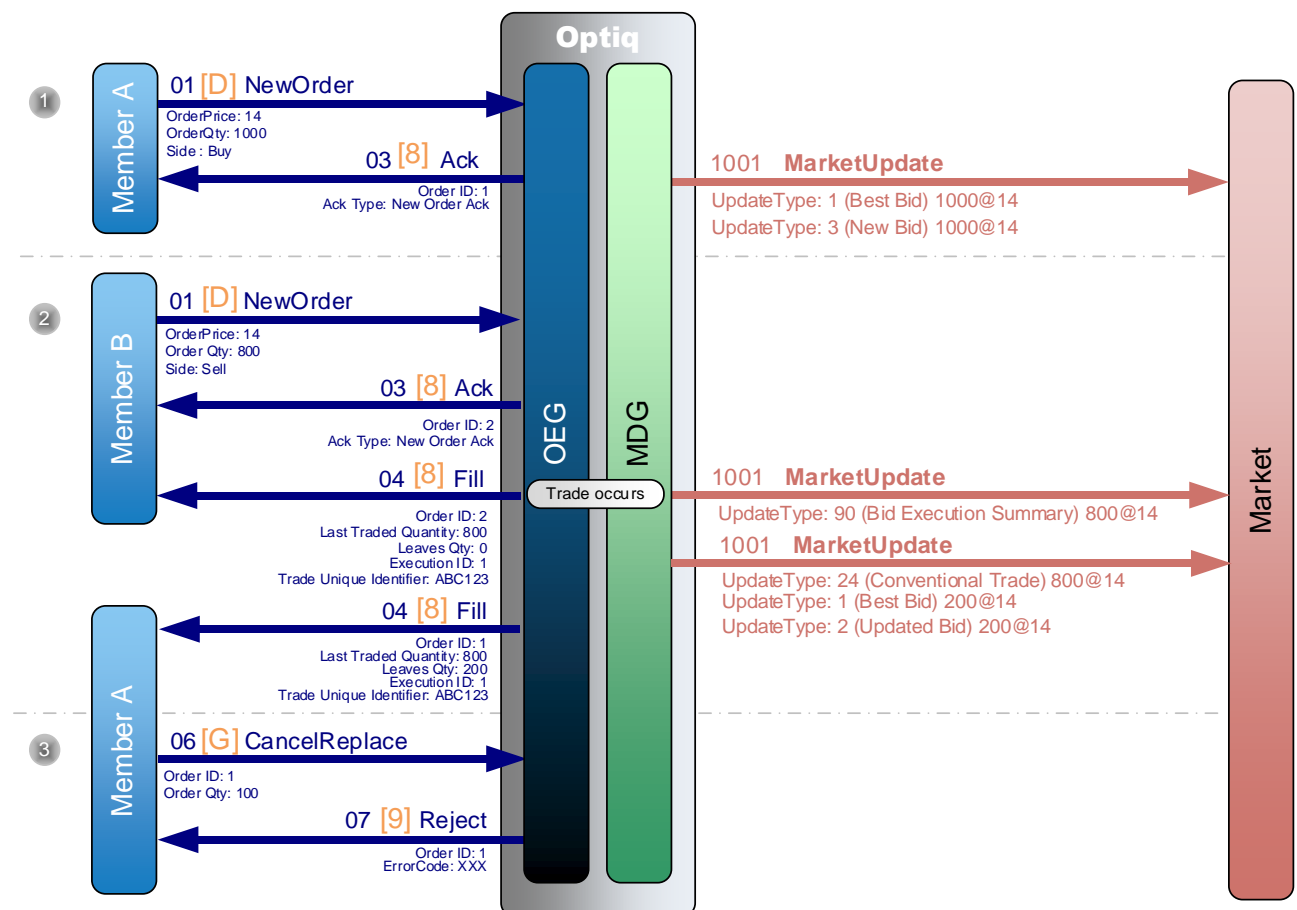 Optiq
1
Member A
01 [D] NewOrder
OrderPrice: 14
OrderQty: 1000
Side : Buy
03 [8] Ack
Order ID: 1
Ack Type: New Order Ack
1001 MarketUpdate
UpdateType: 1 (Best Bid) 1000@14
UpdateType: 3 (New Bid) 1000@14
2
Member B
01 [D] NewOrder
OrderPrice: 14
Order Qty: 800
Side: Sell
03 [8] Ack
Order ID: 2
Ack Type: New Order Ack
OEG
MDG
Market
04 [8] Fill
Trade occurs
Order ID: 2
Last Traded Quantity: 800
Leaves Qty: 0
Execution ID: 1
Trade Unique Identifier: ABC123
1001 MarketUpdate
UpdateType: 90 (Bid Execution Summary) 800@14
1001 MarketUpdate
UpdateType: 24 (Conventional Trade) 800@14
UpdateType: 1 (Best Bid) 200@14
UpdateType: 2 (Updated Bid) 200@14
Member A
04 [8] Fill
Order ID: 1
Last Traded Quantity: 800
Leaves Qty: 200
Execution ID: 1
Trade Unique Identifier: ABC123
3
06 [G] CancelReplace
Order ID: 1
Order Qty: 100
07 [9] Reject
Order ID: 1
ErrorCode: XXX